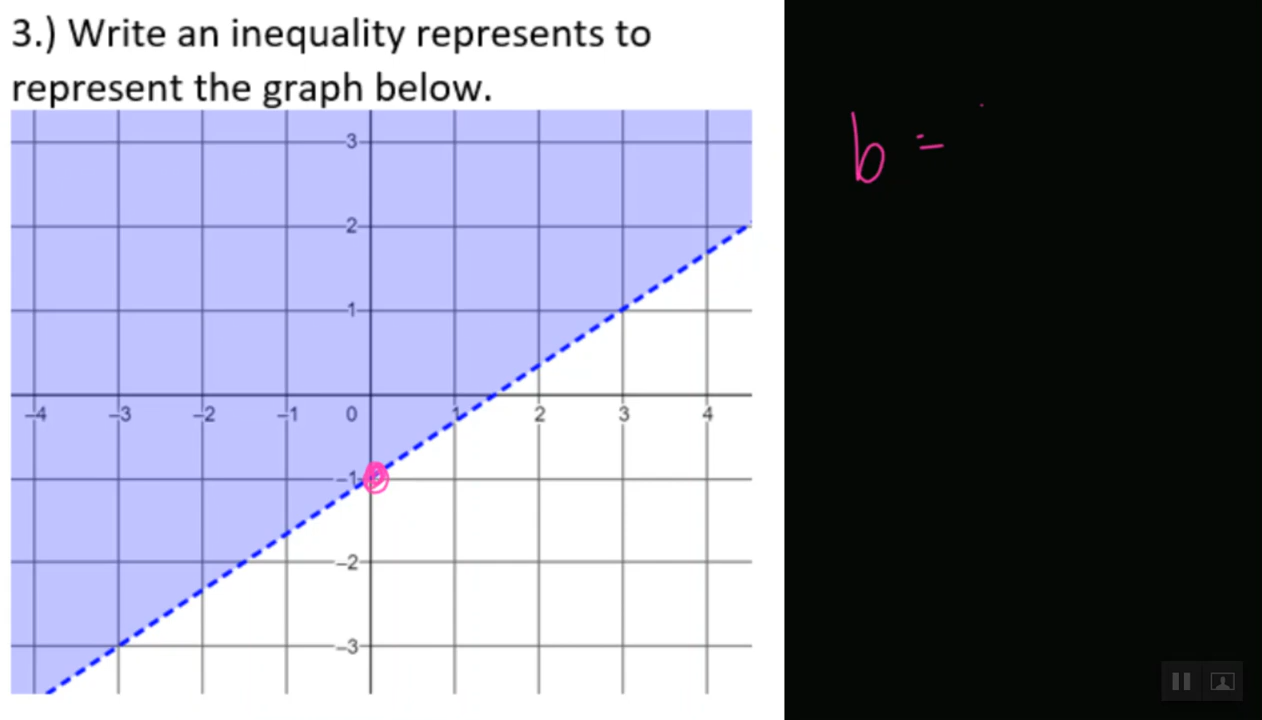 3.) Write an inequality represents to
represent the graph below.
b =
3
2
1
–4 –3 –2 –1 0 1 2 3 4
–1
–2
–3